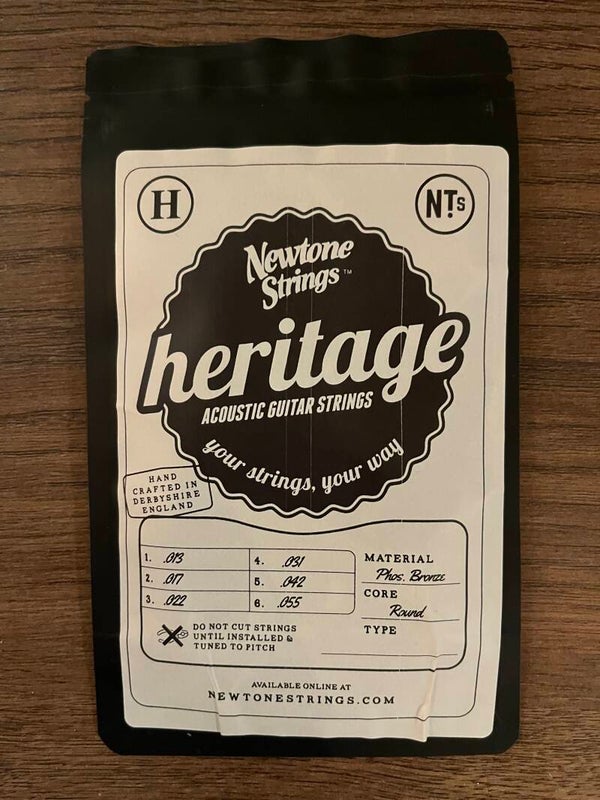 H
NTs
Newtone
Strings™
heritage
ACOUSTIC GUITAR STRINGS
your strings, your way
HAND
CRAFTED IN
DERBYSHIRE
ENGLAND
1. .013
2. .017
3. .022
4. .031
5. .042
6. .055
MATERIAL
Phos. Bronze
CORE
Round
TYPE
DO NOT CUT STRINGS
UNTIL INSTALLED &
TUNED TO PITCH
AVAILABLE ONLINE AT
NEWTONESTRINGS.COM